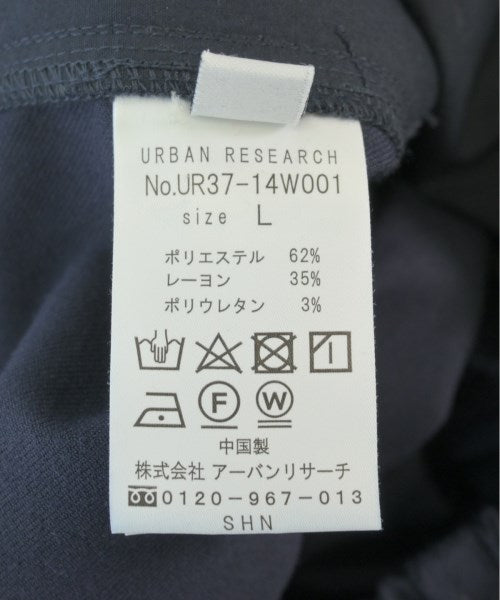 URBAN RESEARCH
No.UR37-14W001
size L
ポリエステル 62%
レーヨン 35%
ポリウレタン 3%
F W
中国製
株式会社 アーバンリサーチ
0120-967-013
SHN